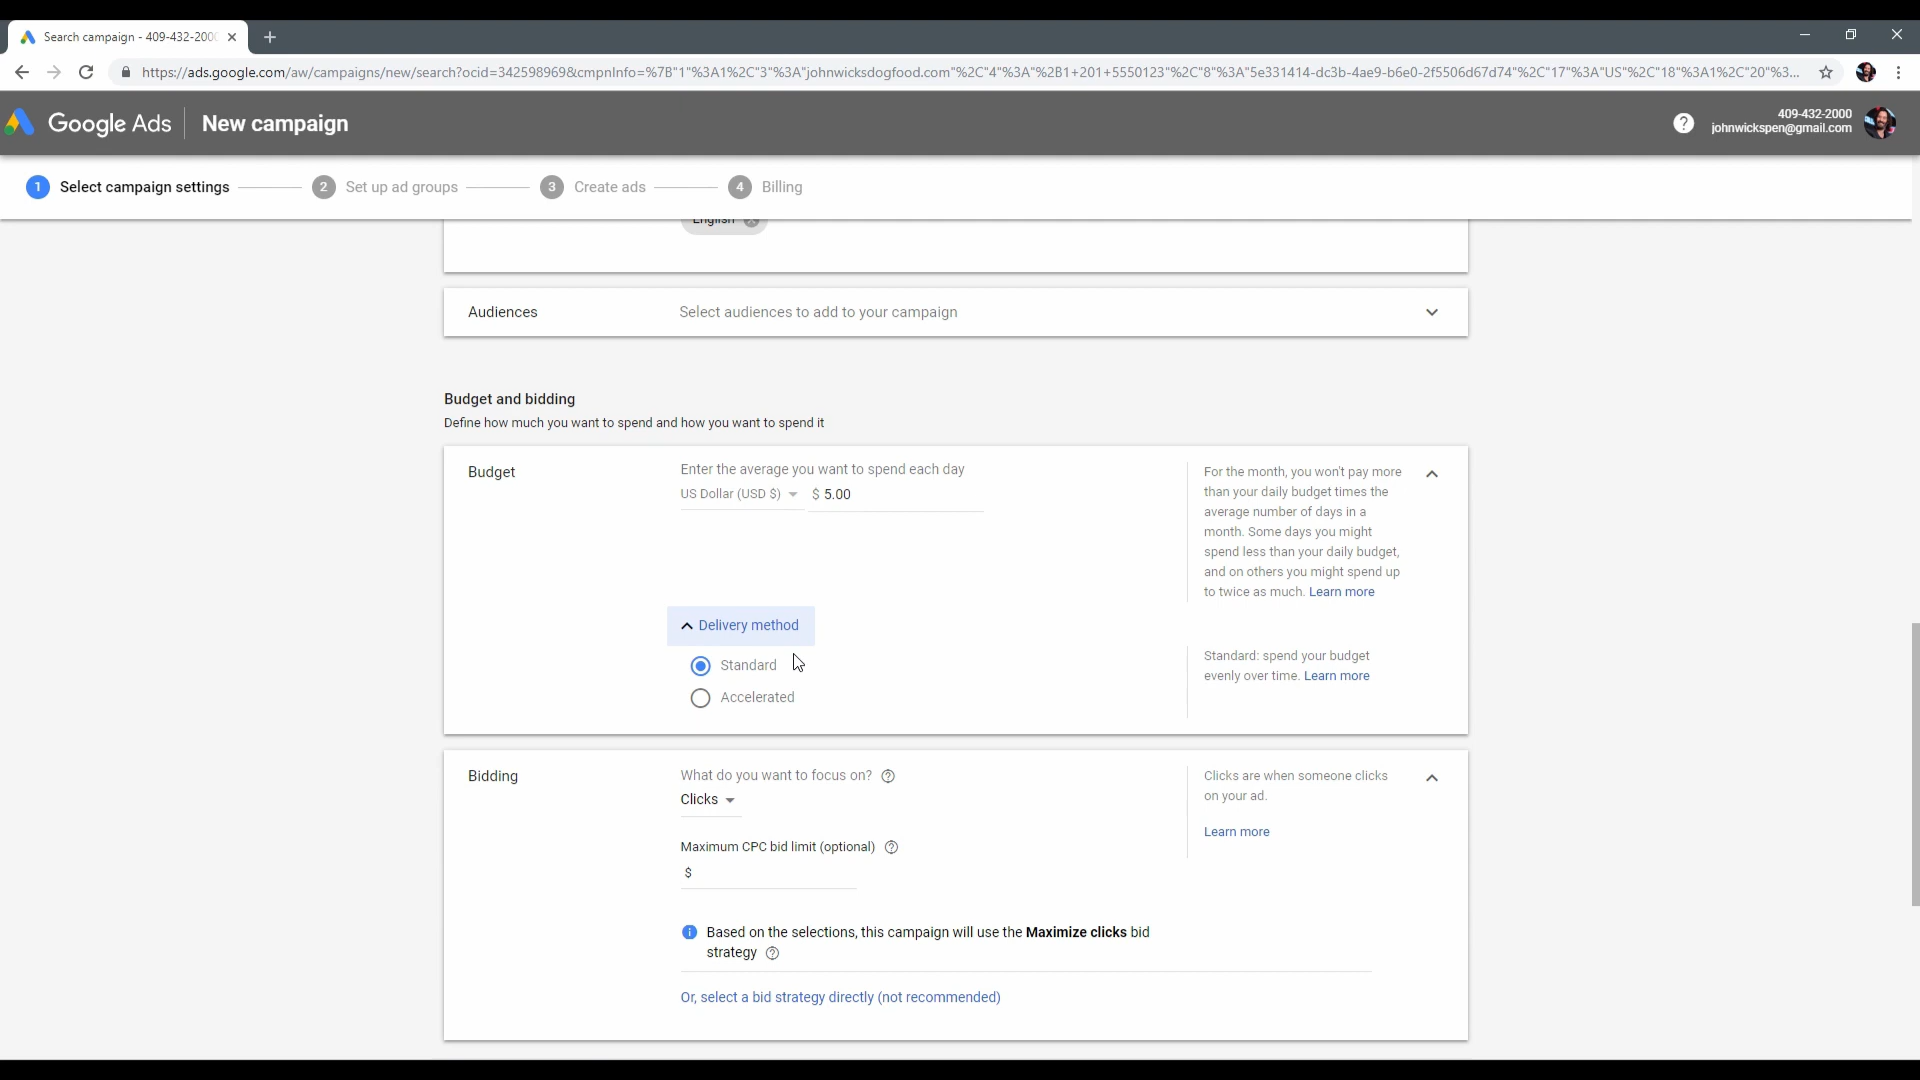 Search campaign - 409-432-2000
https://ads.google.com/aw/campaigns/new/search?ocid=342598969&cmpnInfo=%7B"1"%3A1%2C"3"%3A"johnwicksdogfood.com"%2C"4"%3A"%2B1+201+5550123"%2C"8"%3A"5e331414-dc3b-4ae9-b6e0-2f5506d67d74"%2C"17"%3A"US"%2C"18"%3A1%2C"20"%3...
Google Ads
New campaign
?
409-432-2000
johnwickspen@gmail.com
1 Select campaign settings
2 Set up ad groups
3 Create ads
4 Billing
English
Audiences
Select audiences to add to your campaign
Budget and bidding
Define how much you want to spend and how you want to spend it
Budget
Enter the average you want to spend each day
US Dollar (USD $)
$ 5.00
For the month, you won't pay more
than your daily budget times the
average number of days in a
month. Some days you might
spend less than your daily budget,
and on others you might spend up
to twice as much. Learn more
Delivery method
Standard
Accelerated
Standard: spend your budget
evenly over time. Learn more
Bidding
What do you want to focus on? ?
Clicks
Clicks are when someone clicks
on your ad.
Learn more
Maximum CPC bid limit (optional) ?
$
Based on the selections, this campaign will use the Maximize clicks bid
strategy ?
Or, select a bid strategy directly (not recommended)